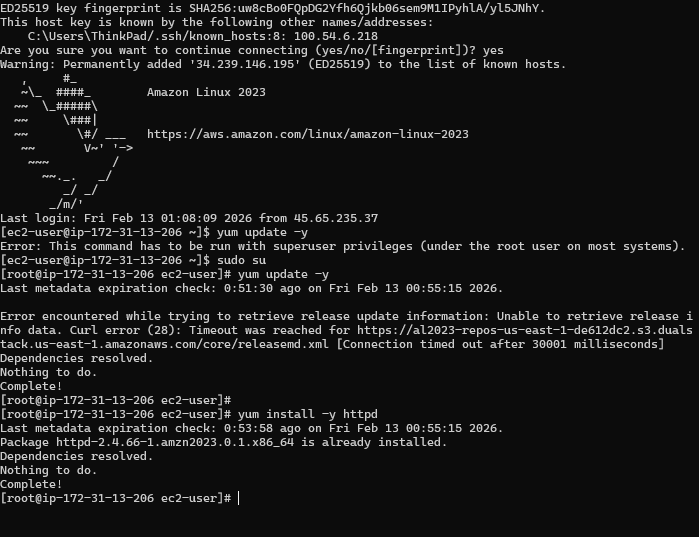 ED25519 key fingerprint is SHA256:uw8cBo0FQpDG2Yfh6Qjkb06sem9M1IPyhlA/yl5JNhY.
This host key is known by the following other names/addresses:
    C:\Users\ThinkPad/.ssh/known_hosts:8: 100.54.6.218
Are you sure you want to continue connecting (yes/no/[fingerprint])? yes
Warning: Permanently added '34.239.146.195' (ED25519) to the list of known hosts.
   ,     #_
   ~\_  ####_        Amazon Linux 2023
  ~~  \_#####\
  ~~     \###|
  ~~       \#/ ___   https://aws.amazon.com/linux/amazon-linux-2023
   ~~       V~' '->
    ~~~         /
      ~~._.   _/
         _/ _/
       _/m/'
Last login: Fri Feb 13 01:08:09 2026 from 45.65.235.37
[ec2-user@ip-172-31-13-206 ~]$ yum update -y
Error: This command has to be run with superuser privileges (under the root user on most systems).
[ec2-user@ip-172-31-13-206 ~]$ sudo su
[root@ip-172-31-13-206 ec2-user]# yum update -y
Last metadata expiration check: 0:51:30 ago on Fri Feb 13 00:55:15 2026.

Error encountered while trying to retrieve release update information: Unable to retrieve release i
nfo data. Curl error (28): Timeout was reached for https://al2023-repos-us-east-1-de612dc2.s3.duals
tack.us-east-1.amazonaws.com/core/releasemd.xml [Connection timed out after 30001 milliseconds]
Dependencies resolved.
Nothing to do.
Complete!
[root@ip-172-31-13-206 ec2-user]#
[root@ip-172-31-13-206 ec2-user]# yum install -y httpd
Last metadata expiration check: 0:53:58 ago on Fri Feb 13 00:55:15 2026.
Package httpd-2.4.66-1.amzn2023.0.1.x86_64 is already installed.
Dependencies resolved.
Nothing to do.
Complete!
[root@ip-172-31-13-206 ec2-user]#